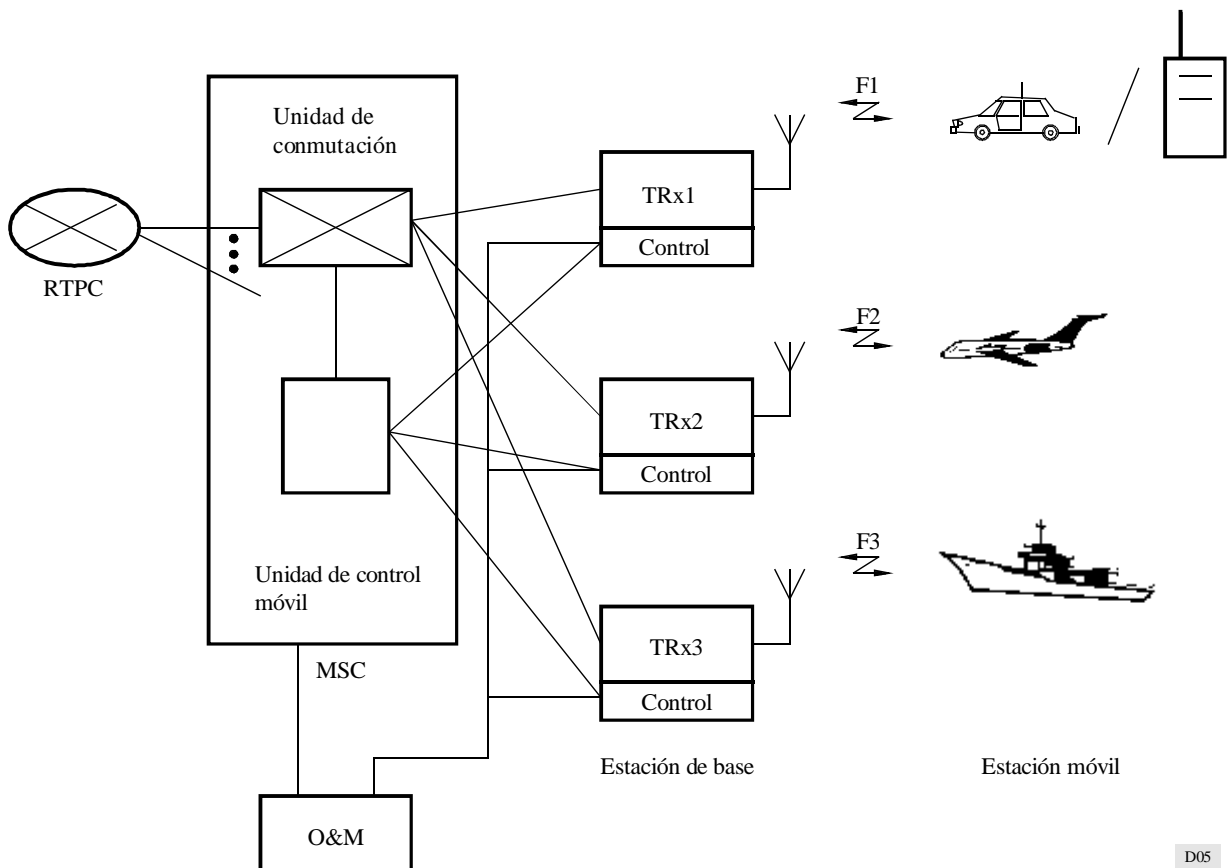 Unidad de
conmutación
RTPC
Unidad de control
móvil
MSC
O&M
TRx1
Control
TRx2
Control
TRx3
Control
Estación de base
F1
F2
F3
Estación móvil
D05